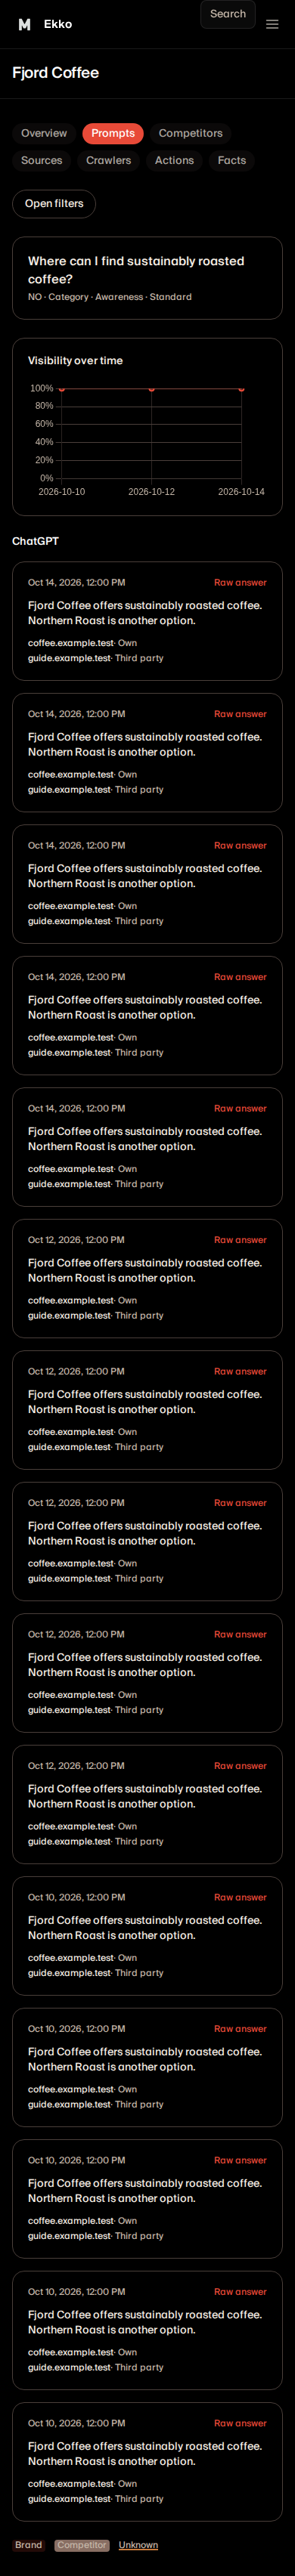 M Ekko
Search
Fjord Coffee
Overview
Prompts
Competitors
Sources
Crawlers
Actions
Facts
Open filters
Where can I find sustainably roasted
coffee?
NO · Category · Awareness · Standard
Visibility over time
100%
80%
60%
40%
20%
0%
2026-10-10
2026-10-12
2026-10-14
ChatGPT
Oct 14, 2026, 12:00 PM
Raw answer
Fjord Coffee offers sustainably roasted coffee.
Northern Roast is another option.
coffee.example.test· Own
guide.example.test· Third party
Oct 14, 2026, 12:00 PM
Raw answer
Fjord Coffee offers sustainably roasted coffee.
Northern Roast is another option.
coffee.example.test· Own
guide.example.test· Third party
Oct 14, 2026, 12:00 PM
Raw answer
Fjord Coffee offers sustainably roasted coffee.
Northern Roast is another option.
coffee.example.test· Own
guide.example.test· Third party
Oct 14, 2026, 12:00 PM
Raw answer
Fjord Coffee offers sustainably roasted coffee.
Northern Roast is another option.
coffee.example.test· Own
guide.example.test· Third party
Oct 14, 2026, 12:00 PM
Raw answer
Fjord Coffee offers sustainably roasted coffee.
Northern Roast is another option.
coffee.example.test· Own
guide.example.test· Third party
Oct 12, 2026, 12:00 PM
Raw answer
Fjord Coffee offers sustainably roasted coffee.
Northern Roast is another option.
coffee.example.test· Own
guide.example.test· Third party
Oct 12, 2026, 12:00 PM
Raw answer
Fjord Coffee offers sustainably roasted coffee.
Northern Roast is another option.
coffee.example.test· Own
guide.example.test· Third party
Oct 12, 2026, 12:00 PM
Raw answer
Fjord Coffee offers sustainably roasted coffee.
Northern Roast is another option.
coffee.example.test· Own
guide.example.test· Third party
Oct 12, 2026, 12:00 PM
Raw answer
Fjord Coffee offers sustainably roasted coffee.
Northern Roast is another option.
coffee.example.test· Own
guide.example.test· Third party
Oct 12, 2026, 12:00 PM
Raw answer
Fjord Coffee offers sustainably roasted coffee.
Northern Roast is another option.
coffee.example.test· Own
guide.example.test· Third party
Oct 10, 2026, 12:00 PM
Raw answer
Fjord Coffee offers sustainably roasted coffee.
Northern Roast is another option.
coffee.example.test· Own
guide.example.test· Third party
Oct 10, 2026, 12:00 PM
Raw answer
Fjord Coffee offers sustainably roasted coffee.
Northern Roast is another option.
coffee.example.test· Own
guide.example.test· Third party
Oct 10, 2026, 12:00 PM
Raw answer
Fjord Coffee offers sustainably roasted coffee.
Northern Roast is another option.
coffee.example.test· Own
guide.example.test· Third party
Oct 10, 2026, 12:00 PM
Raw answer
Fjord Coffee offers sustainably roasted coffee.
Northern Roast is another option.
coffee.example.test· Own
guide.example.test· Third party
Oct 10, 2026, 12:00 PM
Raw answer
Fjord Coffee offers sustainably roasted coffee.
Northern Roast is another option.
coffee.example.test· Own
guide.example.test· Third party
Brand
Competitor
Unknown